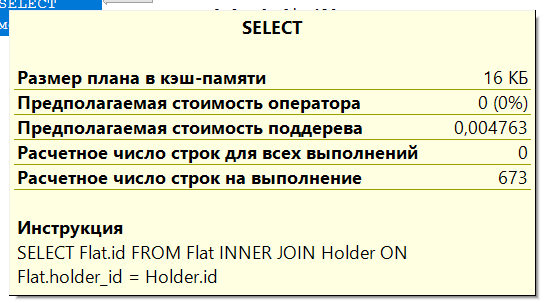 SELECT
SELECT
Размер плана в кэш-памяти 16 КБ
Предполагаемая стоимость оператора 0 (0%)
Предполагаемая стоимость поддерева 0,004763
Расчетное число строк для всех выполнений 0
Расчетное число строк на выполнение 673
Инструкция
SELECT Flat.id FROM Flat INNER JOIN Holder ON
Flat.holder_id = Holder.id